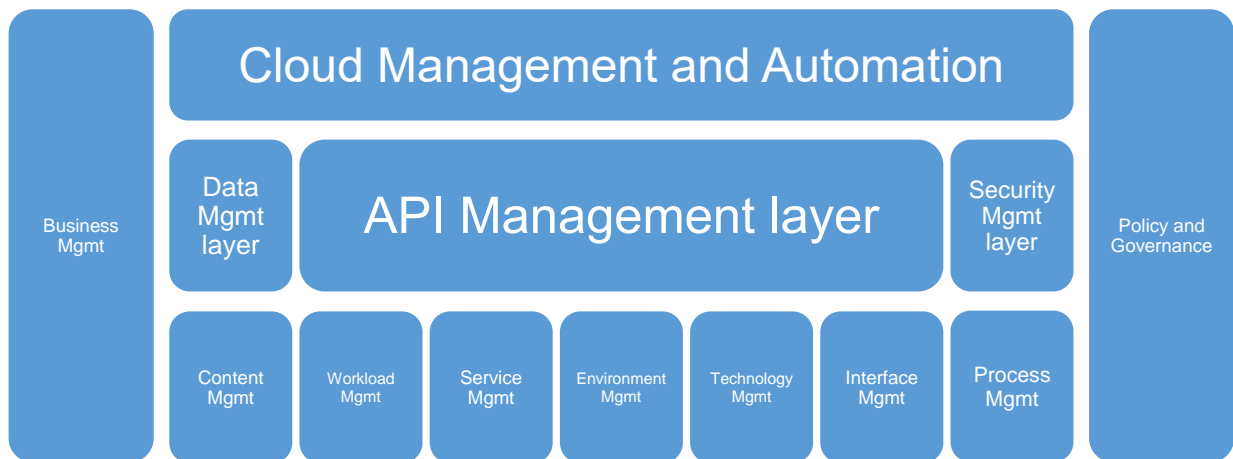 Business
Mgmt
Cloud Management and Automation
Data
Mgmt
layer
API Management layer
Security
Mgmt
layer
Content
Mgmt
Workload
Mgmt
Service
Mgmt
Environment
Mgmt
Technology
Mgmt
Interface
Mgmt
Process
Mgmt
Policy and
Governance